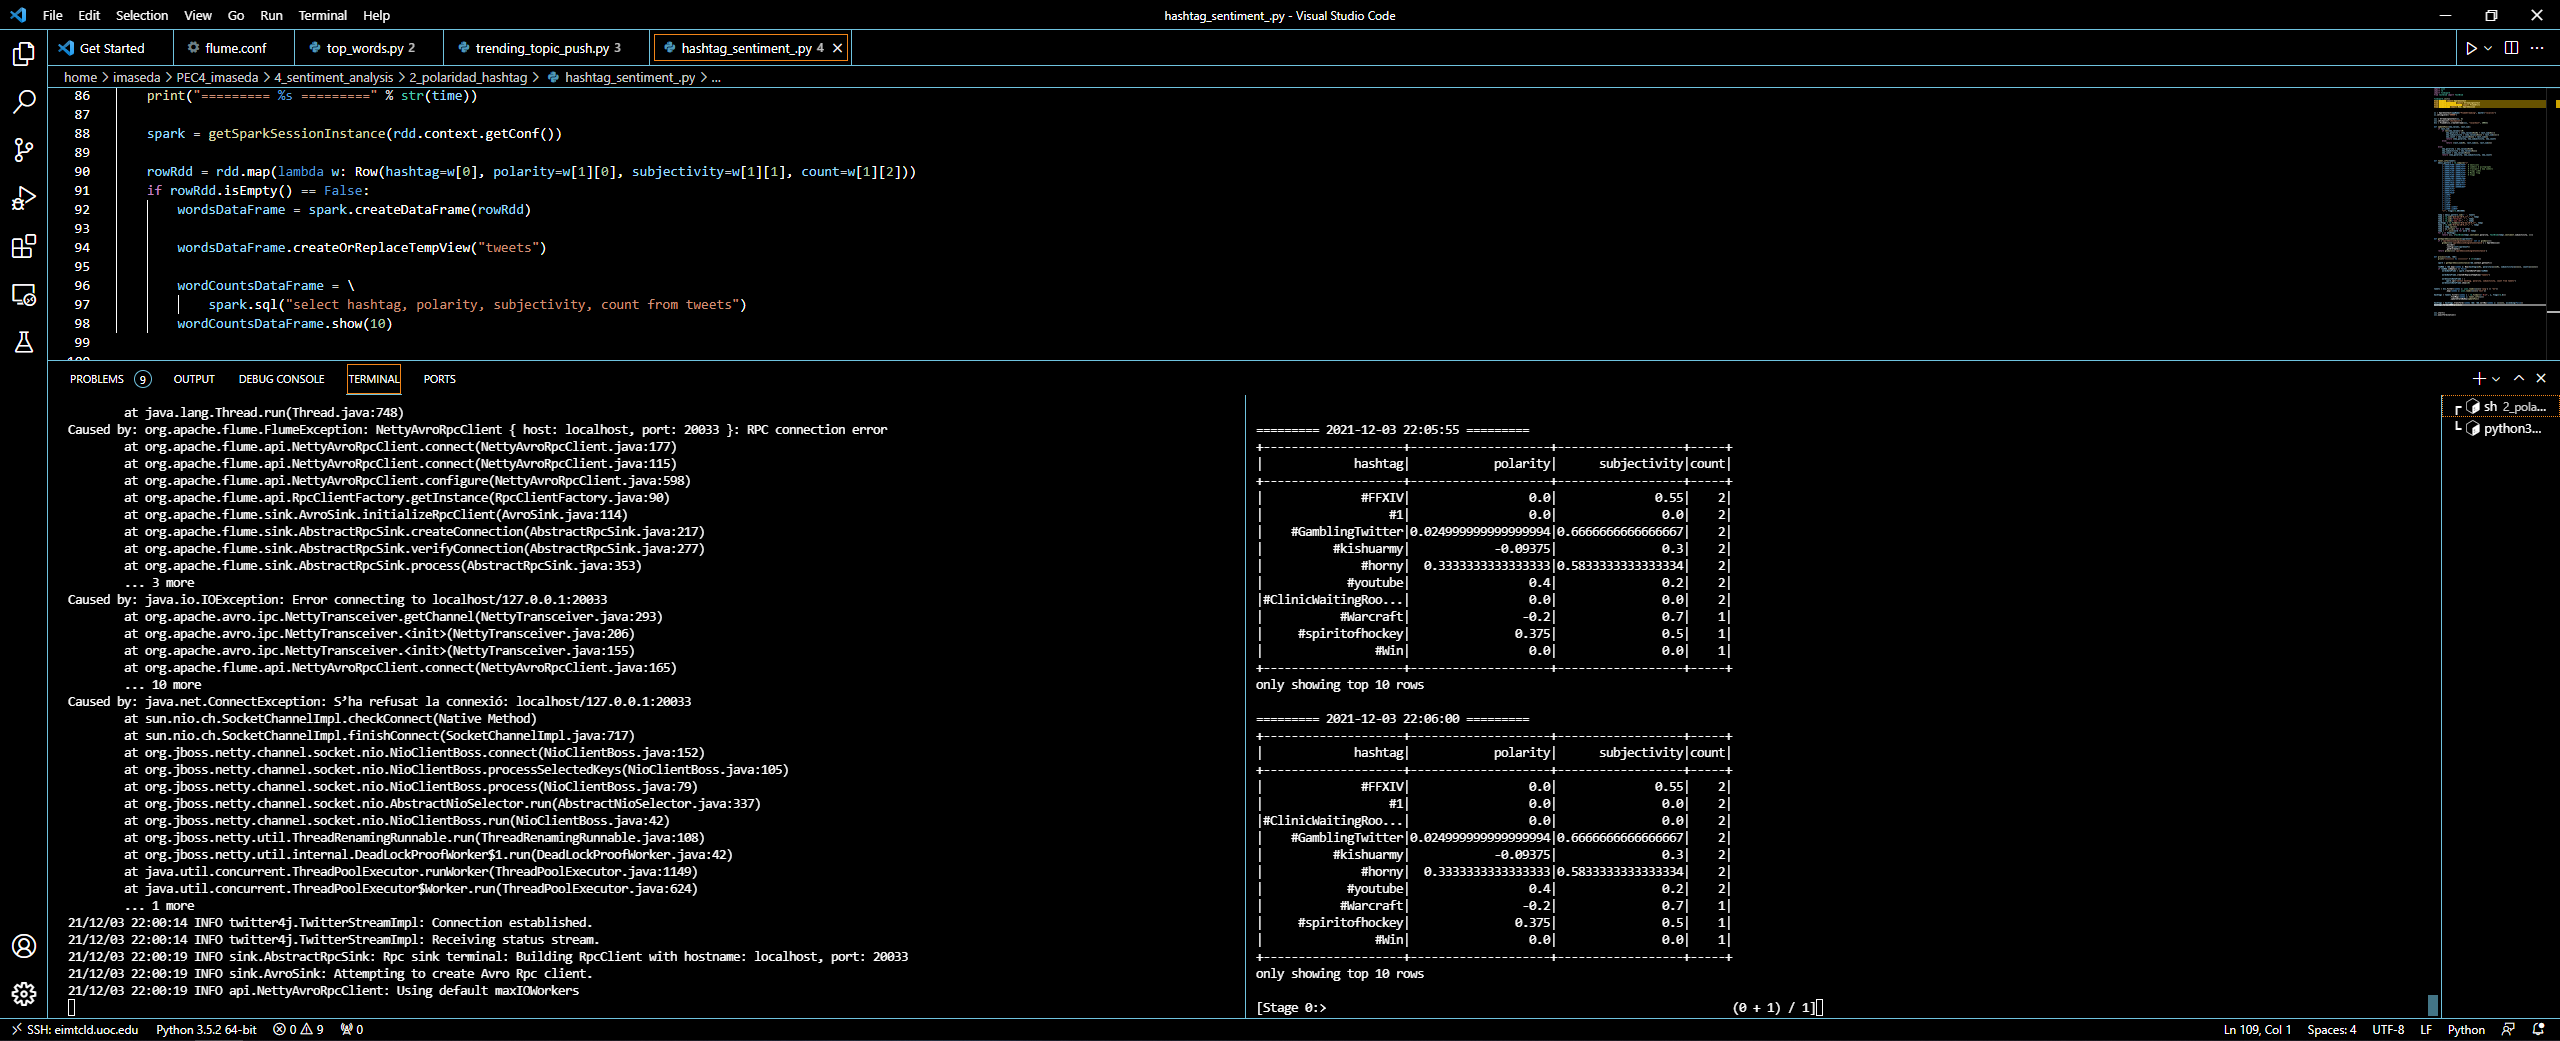 File Edit Selection View Go Run Terminal Help
hashtag_sentiment_.py - Visual Studio Code
Get Started
flume.conf
top_words.py 2
trending_topic_push.py 3
hashtag_sentiment_.py 4
home > imaseda > PEC4_imaseda > 4_sentiment_analysis > 2_polaridad_hashtag > hashtag_sentiment_.py > ...
86 print("========= %s =========" % str(time))
87
88 spark = getSparkSessionInstance(rdd.context.getConf())
89
90 rowRdd = rdd.map(lambda w: Row(hashtag=w[0], polarity=w[1][0], subjectivity=w[1][1], count=w[1][2]))
91 if rowRdd.isEmpty() == False:
92 wordsDataFrame = spark.createDataFrame(rowRdd)
93
94 wordsDataFrame.createOrReplaceTempView("tweets")
95
96 wordCountsDataFrame = \
97 spark.sql("select hashtag, polarity, subjectivity, count from tweets")
98 wordCountsDataFrame.show(10)
99
PROBLEMS 9 OUTPUT DEBUG CONSOLE TERMINAL PORTS
at java.lang.Thread.run(Thread.java:748)
Caused by: org.apache.flume.FlumeException: NettyAvroRpcClient { host: localhost, port: 20033 }: RPC connection error
at org.apache.flume.api.NettyAvroRpcClient.connect(NettyAvroRpcClient.java:177)
at org.apache.flume.api.NettyAvroRpcClient.connect(NettyAvroRpcClient.java:115)
at org.apache.flume.api.NettyAvroRpcClient.configure(NettyAvroRpcClient.java:598)
at org.apache.flume.api.RpcClientFactory.getInstance(RpcClientFactory.java:90)
at org.apache.flume.sink.AvroSink.initializeRpcClient(AvroSink.java:114)
at org.apache.flume.sink.AbstractRpcSink.createConnection(AbstractRpcSink.java:217)
at org.apache.flume.sink.AbstractRpcSink.verifyConnection(AbstractRpcSink.java:277)
at org.apache.flume.sink.AbstractRpcSink.process(AbstractRpcSink.java:353)
... 3 more
Caused by: java.io.IOException: Error connecting to localhost/127.0.0.1:20033
at org.apache.avro.ipc.NettyTransceiver.getChannel(NettyTransceiver.java:293)
at org.apache.avro.ipc.NettyTransceiver.<init>(NettyTransceiver.java:206)
at org.apache.avro.ipc.NettyTransceiver.<init>(NettyTransceiver.java:155)
at org.apache.flume.api.NettyAvroRpcClient.connect(NettyAvroRpcClient.java:165)
... 10 more
Caused by: java.net.ConnectException: S’ha refusat la connexió: localhost/127.0.0.1:20033
at sun.nio.ch.SocketChannelImpl.checkConnect(Native Method)
at sun.nio.ch.SocketChannelImpl.finishConnect(SocketChannelImpl.java:717)
at org.jboss.netty.channel.socket.nio.NioClientBoss.connect(NioClientBoss.java:152)
at org.jboss.netty.channel.socket.nio.NioClientBoss.processSelectedKeys(NioClientBoss.java:105)
at org.jboss.netty.channel.socket.nio.NioClientBoss.process(NioClientBoss.java:79)
at org.jboss.netty.channel.socket.nio.AbstractNioSelector.run(AbstractNioSelector.java:337)
at org.jboss.netty.channel.socket.nio.NioClientBoss.run(NioClientBoss.java:42)
at org.jboss.netty.util.ThreadRenamingRunnable.run(ThreadRenamingRunnable.java:108)
at org.jboss.netty.util.internal.DeadLockProofWorker$1.run(DeadLockProofWorker.java:42)
at java.util.concurrent.ThreadPoolExecutor.runWorker(ThreadPoolExecutor.java:1149)
at java.util.concurrent.ThreadPoolExecutor$Worker.run(ThreadPoolExecutor.java:624)
... 1 more
21/12/03 22:00:14 INFO twitter4j.TwitterStreamImpl: Connection established.
21/12/03 22:00:14 INFO twitter4j.TwitterStreamImpl: Receiving status stream.
21/12/03 22:00:19 INFO sink.AbstractRpcSink: Rpc sink terminal: Building RpcClient with hostname: localhost, port: 20033
21/12/03 22:00:19 INFO sink.AvroSink: Attempting to create Avro Rpc client.
21/12/03 22:00:19 INFO api.NettyAvroRpcClient: Using default maxIOWorkers
========= 2021-12-03 22:05:55 =========
+--------------------+--------------------+------------------+-----+
| hashtag| polarity| subjectivity|count|
+--------------------+--------------------+------------------+-----+
| #FFXIV| 0.0| 0.55| 2|
| #1| 0.0| 0.0| 2|
| #GamblingTwitter|0.024999999999999994|0.6666666666666667| 2|
| #kishuarmy| -0.09375| 0.3| 2|
| #horny| 0.3333333333333333|0.5833333333333334| 2|
| #youtube| 0.4| 0.2| 2|
|#ClinicWaitingRoo...| 0.0| 0.0| 2|
| #Warcraft| -0.2| 0.7| 1|
| #spiritofhockey| 0.375| 0.5| 1|
| #Win| 0.0| 0.0| 1|
+--------------------+--------------------+------------------+-----+
only showing top 10 rows
========= 2021-12-03 22:06:00 =========
+--------------------+--------------------+------------------+-----+
| hashtag| polarity| subjectivity|count|
+--------------------+--------------------+------------------+-----+
| #FFXIV| 0.0| 0.55| 2|
| #1| 0.0| 0.0| 2|
|#ClinicWaitingRoo...| 0.0| 0.0| 2|
| #GamblingTwitter|0.024999999999999994|0.6666666666666667| 2|
| #kishuarmy| -0.09375| 0.3| 2|
| #horny| 0.3333333333333333|0.5833333333333334| 2|
| #youtube| 0.4| 0.2| 2|
| #Warcraft| -0.2| 0.7| 1|
| #spiritofhockey| 0.375| 0.5| 1|
| #Win| 0.0| 0.0| 1|
+--------------------+--------------------+------------------+-----+
only showing top 10 rows
[Stage 0:> (0 + 1) / 1]
sh 2_pola...
python3...
SSH: eimtcld.uoc.edu Python 3.5.2 64-bit 0 9 0
Ln 109, Col 1 Spaces: 4 UTF-8 LF Python